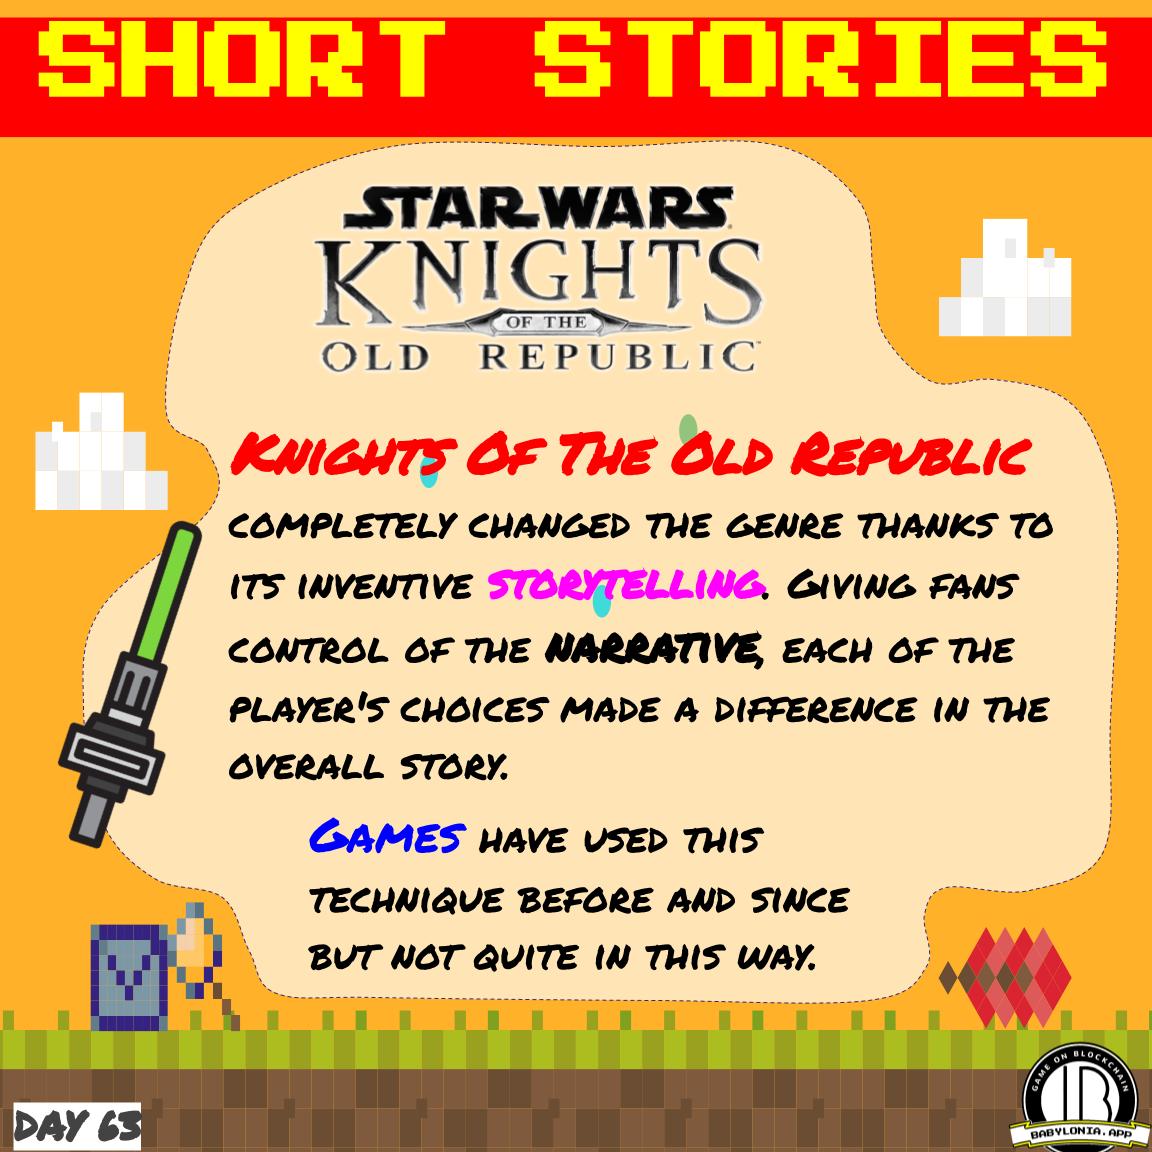 SHORT STORIES
STAR WARS
KNIGHTS
OF THE
OLD REPUBLIC
KNIGHTS OF THE OLD REPUBLIC
COMPLETELY CHANGED THE GENRE THANKS TO
ITS INVENTIVE STORYTELLING. GIVING FANS
CONTROL OF THE NARRATIVE, EACH OF THE
PLAYER'S CHOICES MADE A DIFFERENCE IN THE
OVERALL STORY.
GAMES HAVE USED THIS
TECHNIQUE BEFORE AND SINCE
BUT NOT QUITE IN THIS WAY.
DAY 63
GAME ON BLOCKCHAIN
BABYLONIA.APP